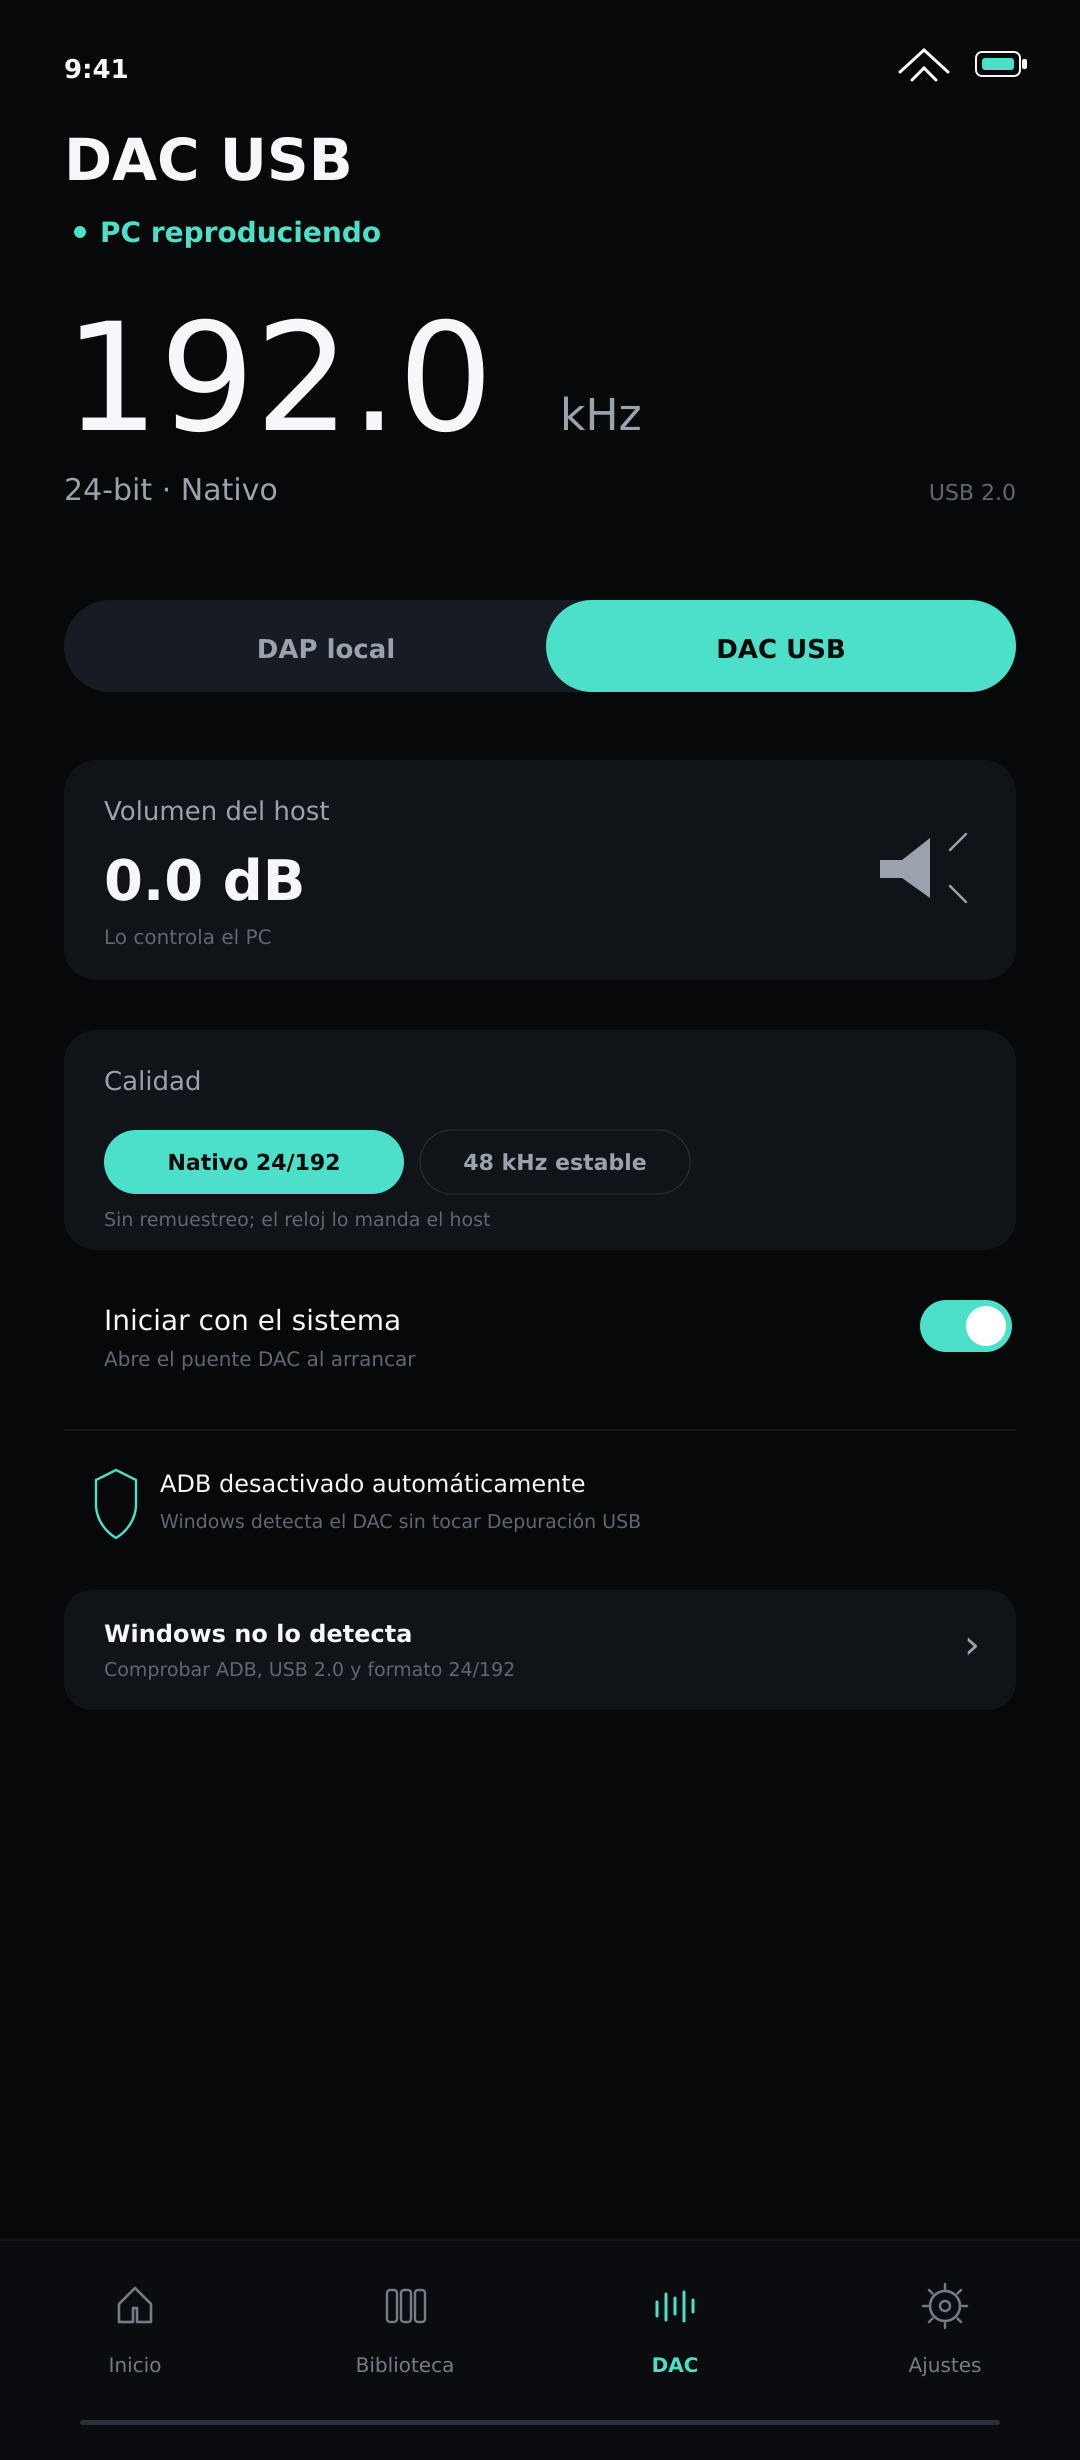 9:41
DAC USB
PC reproduciendo
192.0 kHz
24-bit · Nativo
USB 2.0
DAP local
DAC USB
Volumen del host
0.0 dB
Lo controla el PC
Calidad
Nativo 24/192
48 kHz estable
Sin remuestreo; el reloj lo manda el host
Iniciar con el sistema
Abre el puente DAC al arrancar
ADB desactivado automáticamente
Windows detecta el DAC sin tocar Depuración USB
Windows no lo detecta
Comprobar ADB, USB 2.0 y formato 24/192
Inicio
Biblioteca
DAC
Ajustes